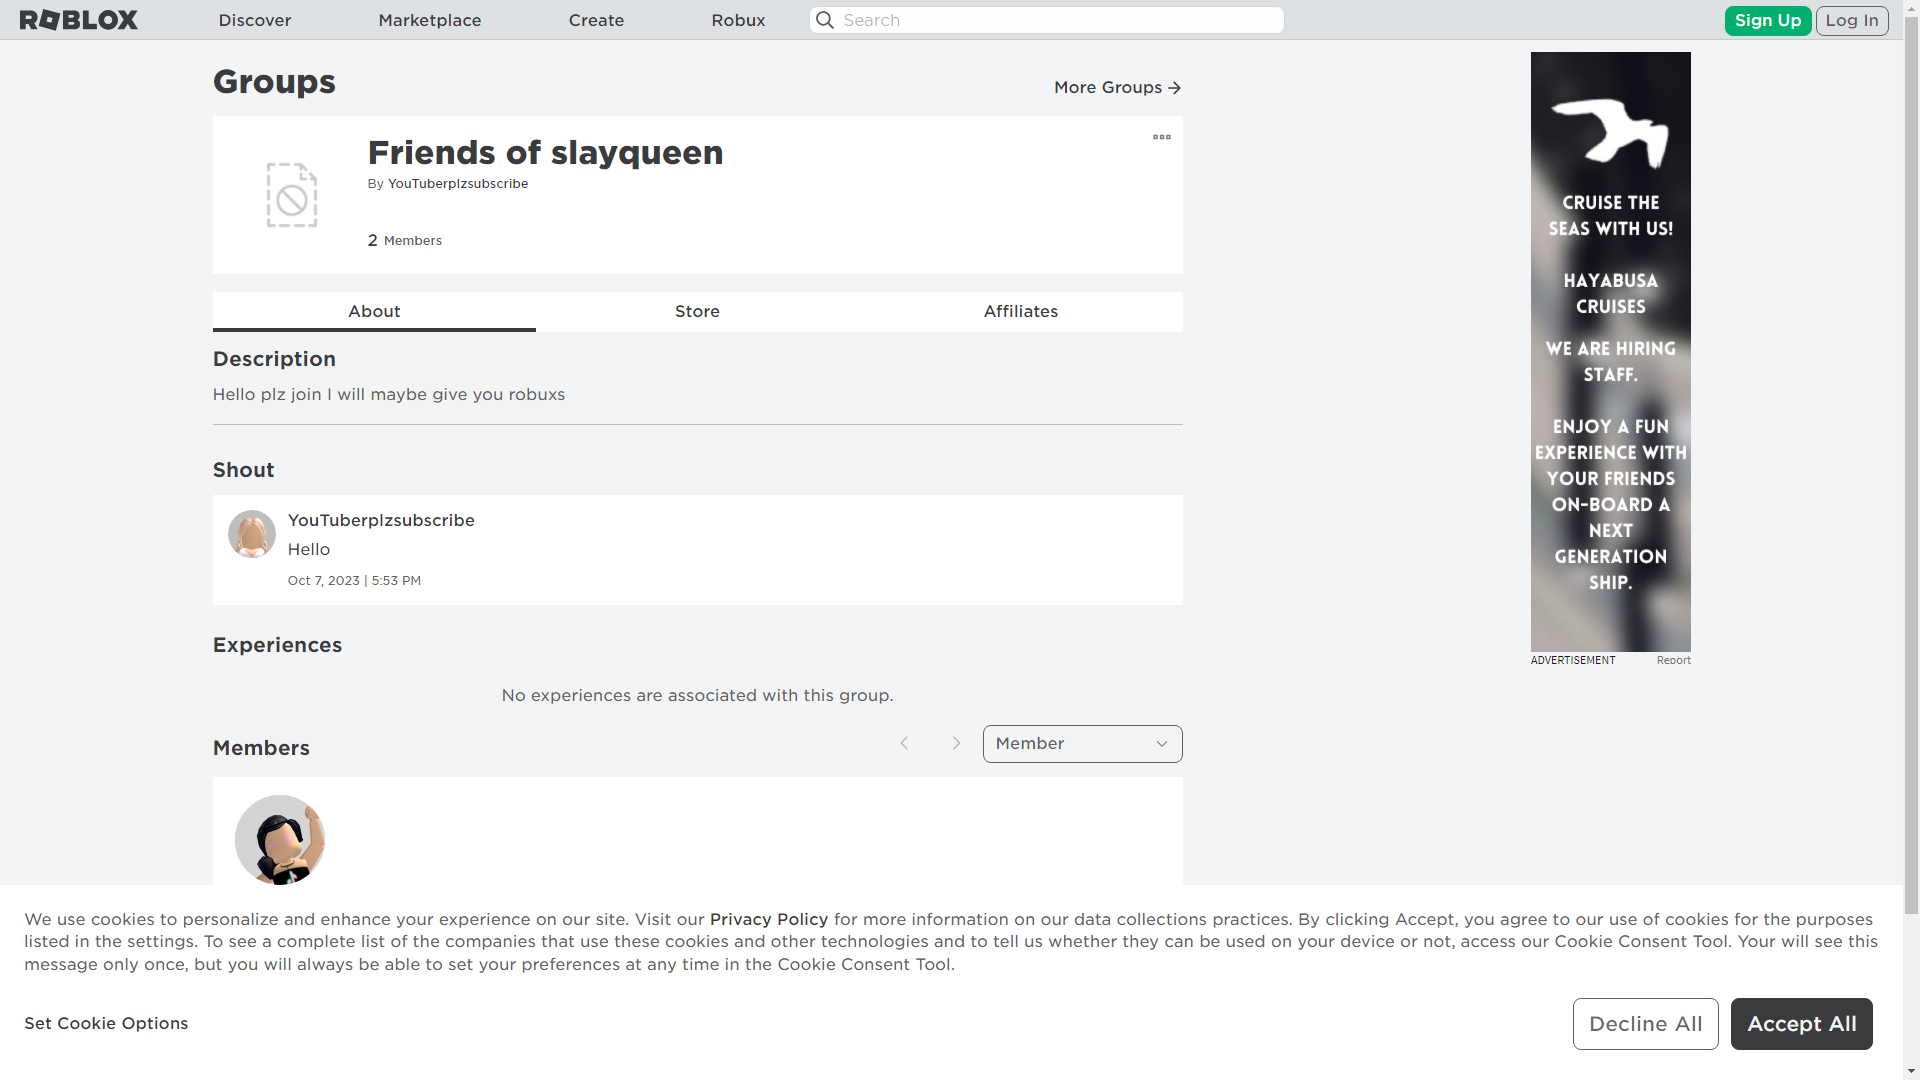 ROBLOX
Discover
Marketplace
Create
Robux
Search
Sign Up
Log In
Groups
More Groups
Friends of slayqueen
By YouTuberplzsubscribe
2 Members
About
Store
Affiliates
Description
Hello plz join I will maybe give you robuxs
Shout
YouTuberplzsubscribe
Hello
Oct 7, 2023 | 5:53 PM
Experiences
No experiences are associated with this group.
Members
Member
CRUISE THE
SEAS WITH US!
HAYABUSA
CRUISES
WE ARE HIRING
STAFF.
ENJOY A FUN
EXPERIENCE WITH
YOUR FRIENDS
ON-BOARD A
NEXT
GENERATION
SHIP.
ADVERTISEMENT
Report
We use cookies to personalize and enhance your experience on our site. Visit our Privacy Policy for more information on our data collections practices. By clicking Accept, you agree to our use of cookies for the purposes
listed in the settings. To see a complete list of the companies that use these cookies and other technologies and to tell us whether they can be used on your device or not, access our Cookie Consent Tool. Your will see this
message only once, but you will always be able to set your preferences at any time in the Cookie Consent Tool.
Set Cookie Options
Decline All
Accept All